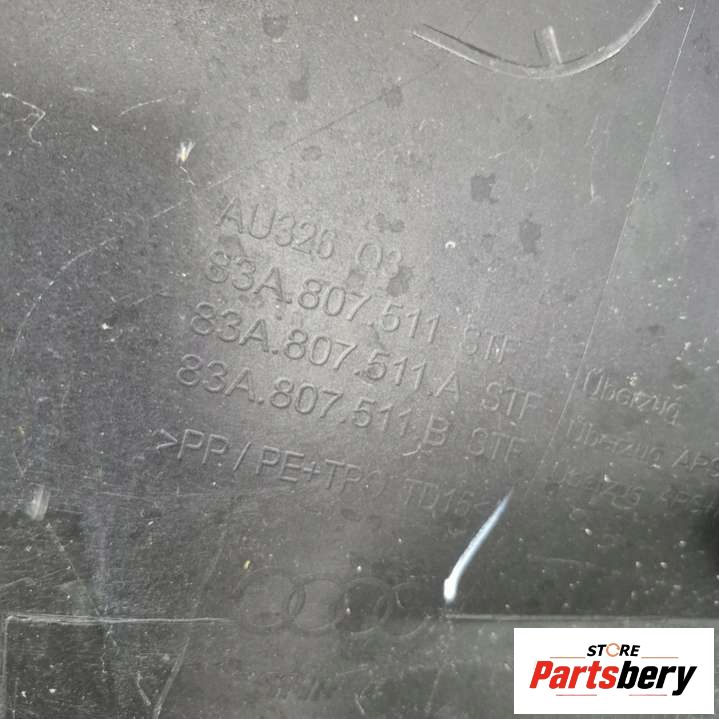 AU326 Q3
83A.807.511 STF Überzug
83A.807.511.A STF Überzug APS
83A.807.511.B STF
>PP/PE+TPO TD16
STORE
Partsbery